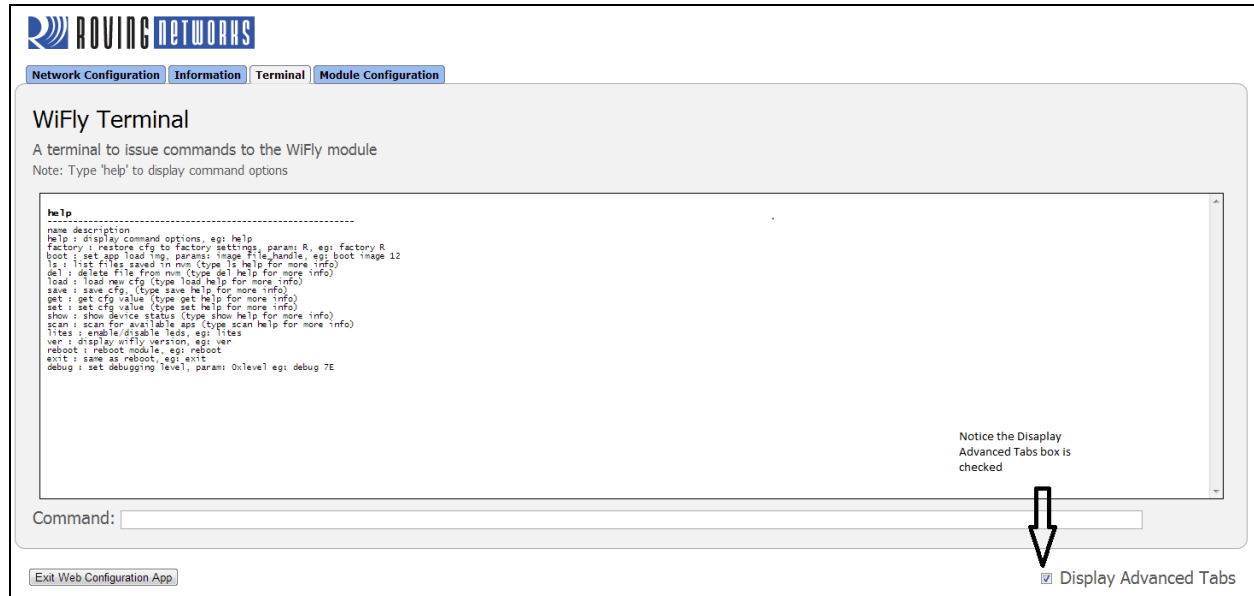 ROVING NETWORKS
Network Configuration Information Terminal Module Configuration
WiFly Terminal
A terminal to issue commands to the WiFly module
Note: Type 'help' to display command options
help
------------------------------------------------------------
name description
help : display command options, eg: help
factory : restore cfg to factory settings, param: R, eg: factory R
boot : set app load img, params: image file_handle, eg: boot image 12
ls : list files saved in nvm (type ls help for more info)
del : delete file from nvm (type del help for more info)
load : load new cfg (type load help for more info)
save : save cfg, (type save help for more info)
get : get cfg value (type get help for more info)
set : set cfg value (type set help for more info)
show : show device status (type show help for more info)
scan : scan for available aps (type scan help for more info)
lites : enable/disable leds, eg: lites
ver : display wifly version, eg: ver
reboot : reboot module, eg: reboot
exit : same as reboot, eg: exit
debug : set debugging level, param: 0xlevel eg: debug 7E
Notice the Disaplay
Advanced Tabs box is
checked
Command:
Exit Web Configuration App
Display Advanced Tabs